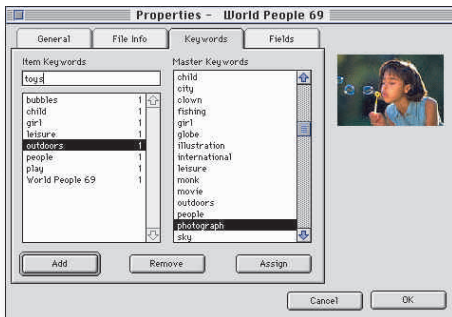 Properties - World People 69
General File Info Keywords Fields
Item Keywords Master Keywords
toys
bubbles 1
child 1
girl 1
leisure 1
outdoors 1
people 1
play 1
World People 69 1
child
city
clown
fishing
girl
globe
illustration
international
leisure
monk
movie
outdoors
people
photograph
sky
Add Remove Assign
Cancel OK